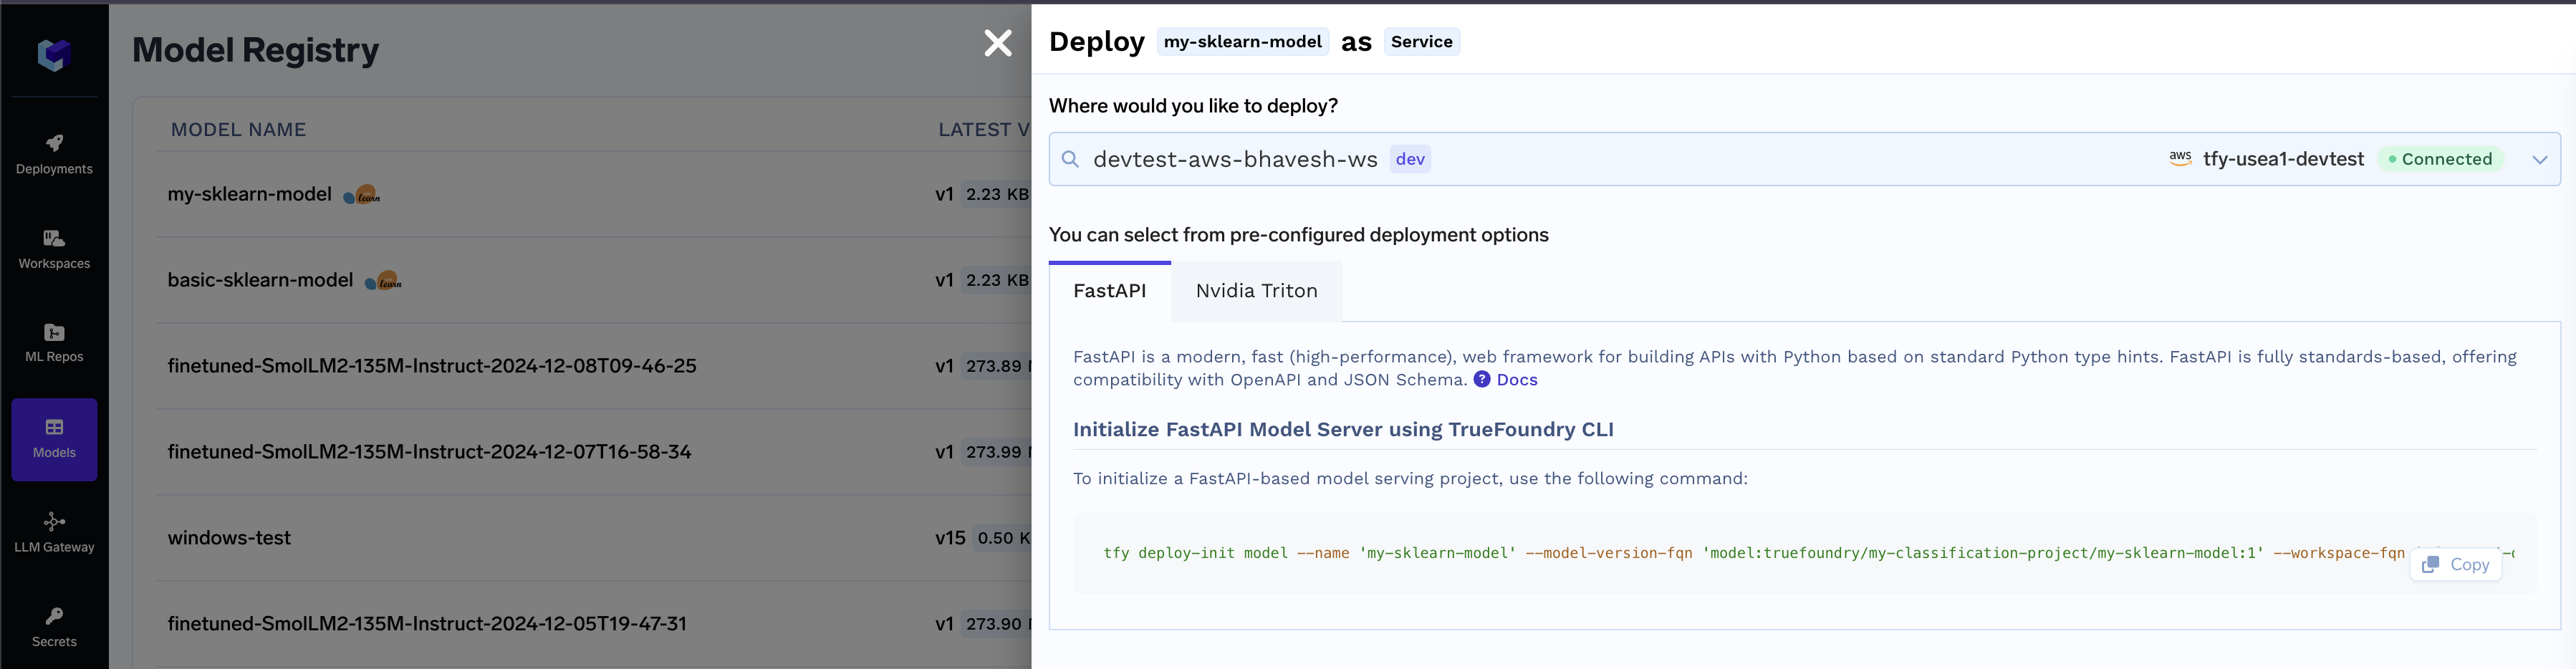 Deployments
Workspaces
ML Repos
Models
LLM Gateway
Secrets
Model Registry
MODEL NAME LATEST V
my-sklearn-model learn v1 2.23 KB
basic-sklearn-model learn v1 2.23 KB
finetuned-SmolLM2-135M-Instruct-2024-12-08T09-46-25 v1 273.89
finetuned-SmolLM2-135M-Instruct-2024-12-07T16-58-34 v1 273.99
windows-test v15 0.50 K
finetuned-SmolLM2-135M-Instruct-2024-12-05T19-47-31 v1 273.90
Deploy my-sklearn-model as Service
Where would you like to deploy?
devtest-aws-bhavesh-ws dev aws tfy-usea1-devtest Connected
You can select from pre-configured deployment options
FastAPI Nvidia Triton
FastAPI is a modern, fast (high-performance), web framework for building APIs with Python based on standard Python type hints. FastAPI is fully standards-based, offering
compatibility with OpenAPI and JSON Schema. ? Docs
Initialize FastAPI Model Server using TrueFoundry CLI
To initialize a FastAPI-based model serving project, use the following command:
tfy deploy-init model --name 'my-sklearn-model' --model-version-fqn 'model:truefoundry/my-classification-project/my-sklearn-model:1' --workspace-fqn
Copy